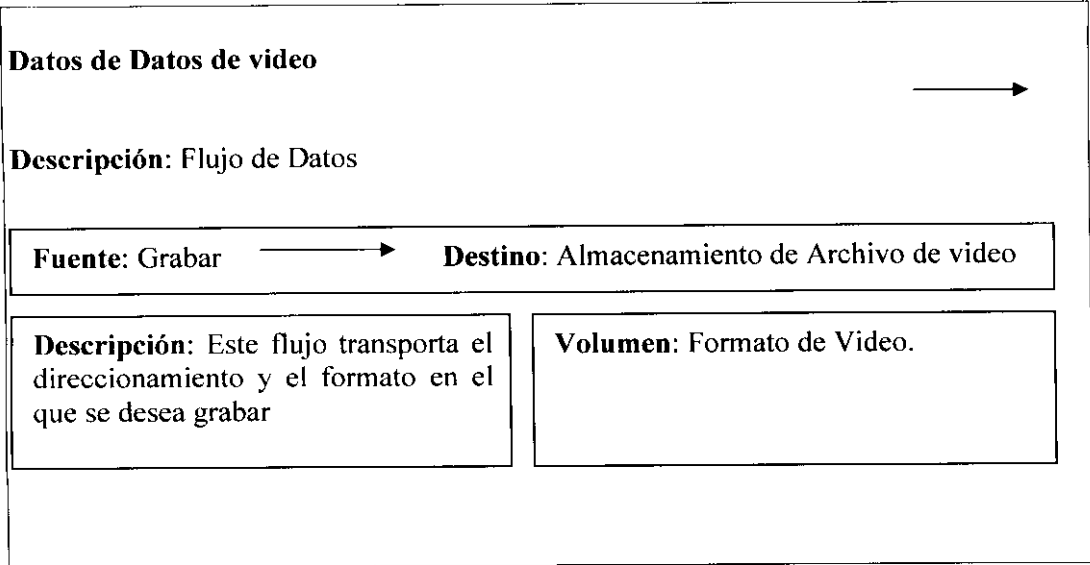 Datos de Datos de video
Descripción: Flujo de Datos
Fuente: Grabar
Destino: Almacenamiento de Archivo de video
Descripción: Este flujo transporta el
direccionamiento y el formato en el
que se desea grabar
Volumen: Formato de Video.